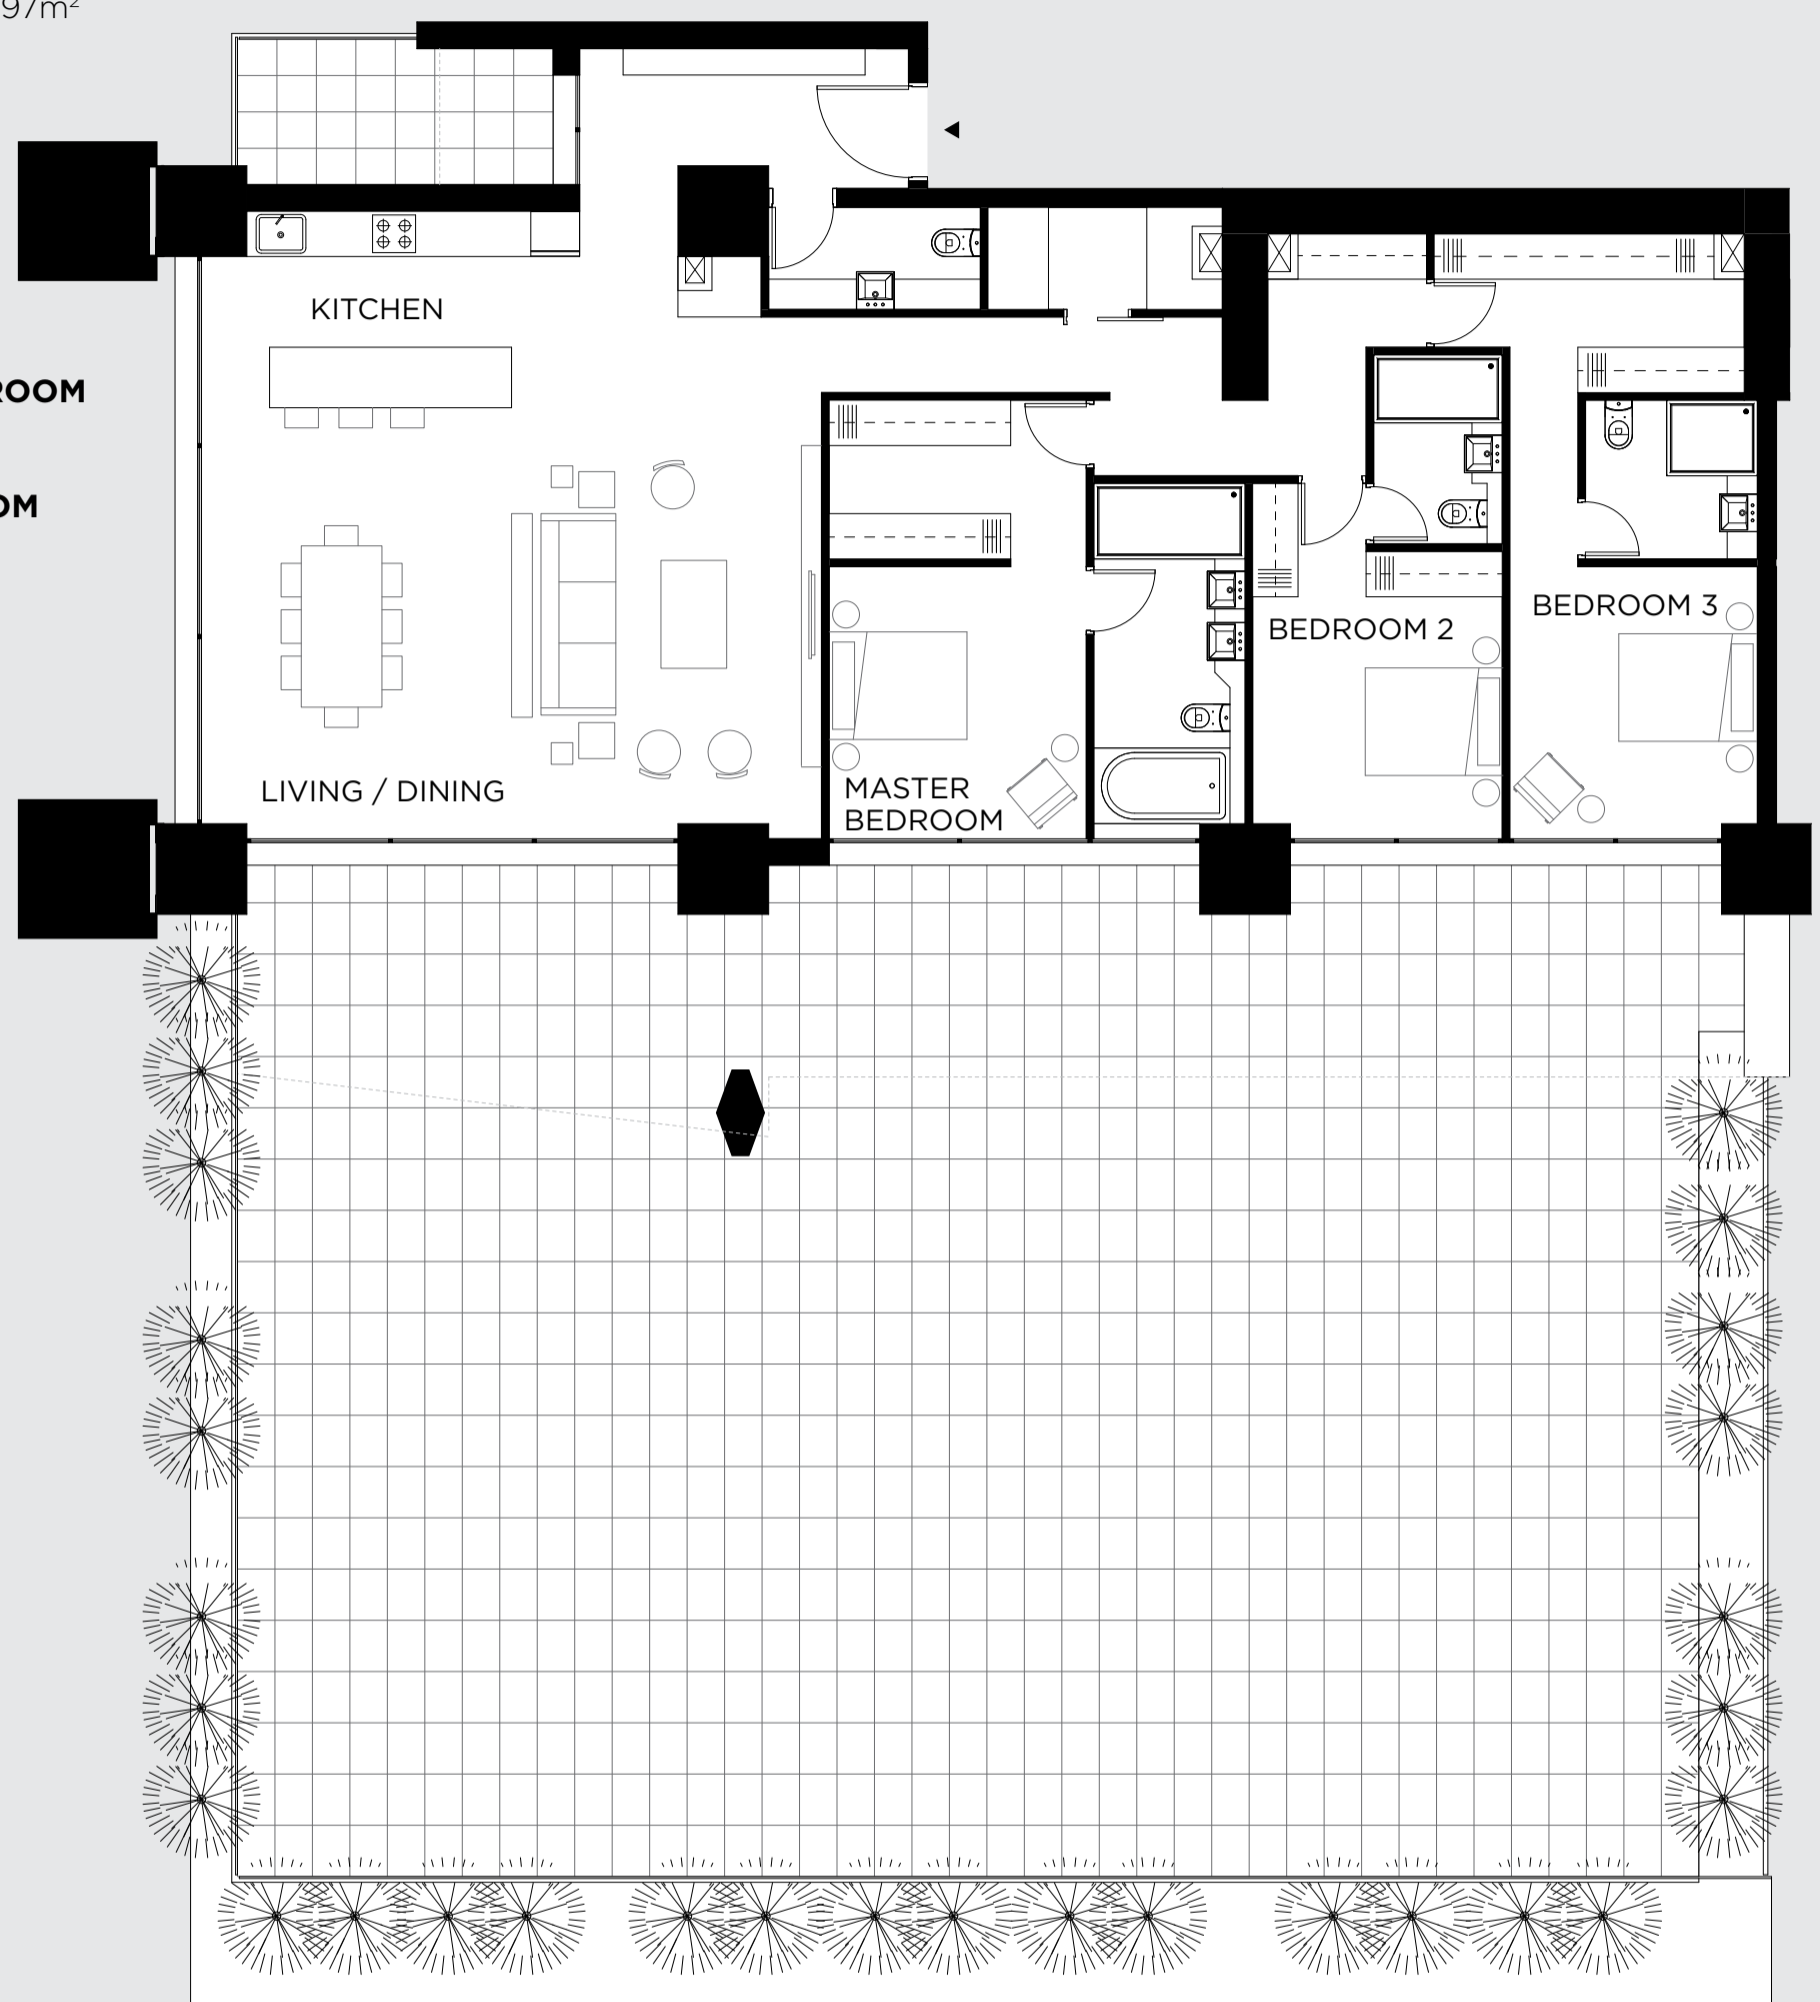 97m²
KITCHEN
ROOM
OM
BEDROOM 3
BEDROOM 2
LIVING / DINING
MASTER
BEDROOM